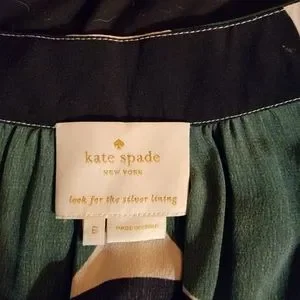 kate spade
NEW YORK
look for the silver lining